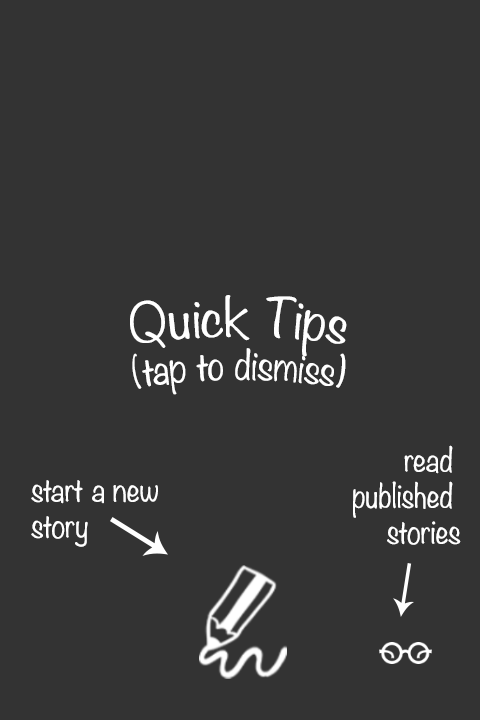 Quick Tips
(tap to dismiss)
start a new
story
read
published
stories